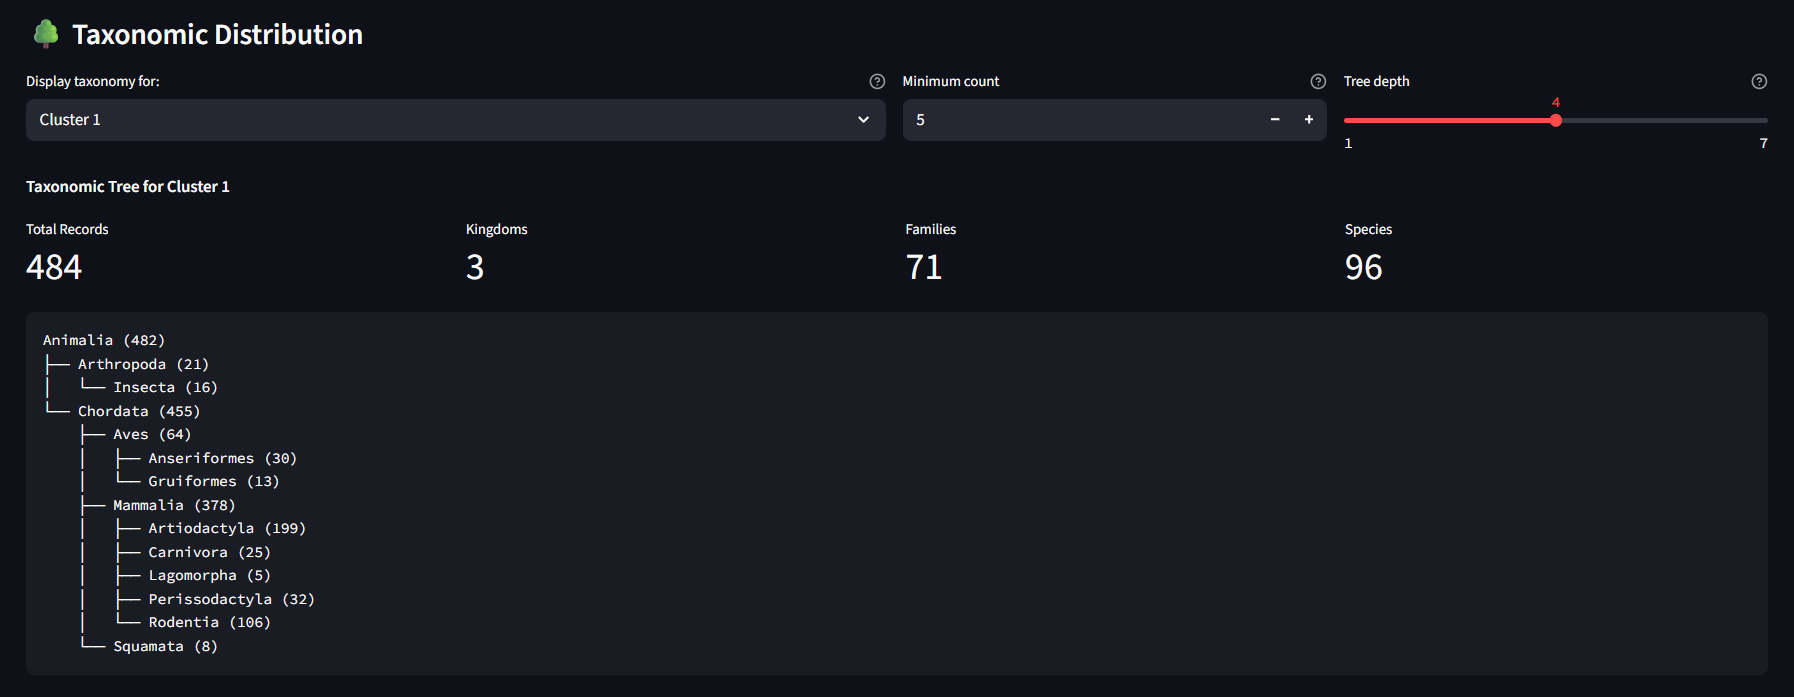 Taxonomic Distribution
Display taxonomy for:
Minimum count
Tree depth
Cluster 1
5
4
1
7
Taxonomic Tree for Cluster 1
Total Records
Kingdoms
Families
Species
484
3
71
96
Animalia (482)
├── Arthropoda (21)
│   └── Insecta (16)
└── Chordata (455)
    ├── Aves (64)
    │   ├── Anseriformes (30)
    │   └── Gruiformes (13)
    ├── Mammalia (378)
    │   ├── Artiodactyla (199)
    │   ├── Carnivora (25)
    │   ├── Lagomorpha (5)
    │   ├── Perissodactyla (32)
    │   └── Rodentia (106)
    └── Squamata (8)